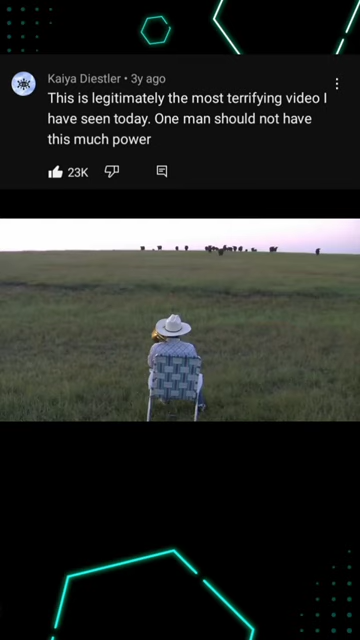 Kaiya Diestler • 3y ago
This is legitimately the most terrifying video I
have seen today. One man should not have
this much power
23K